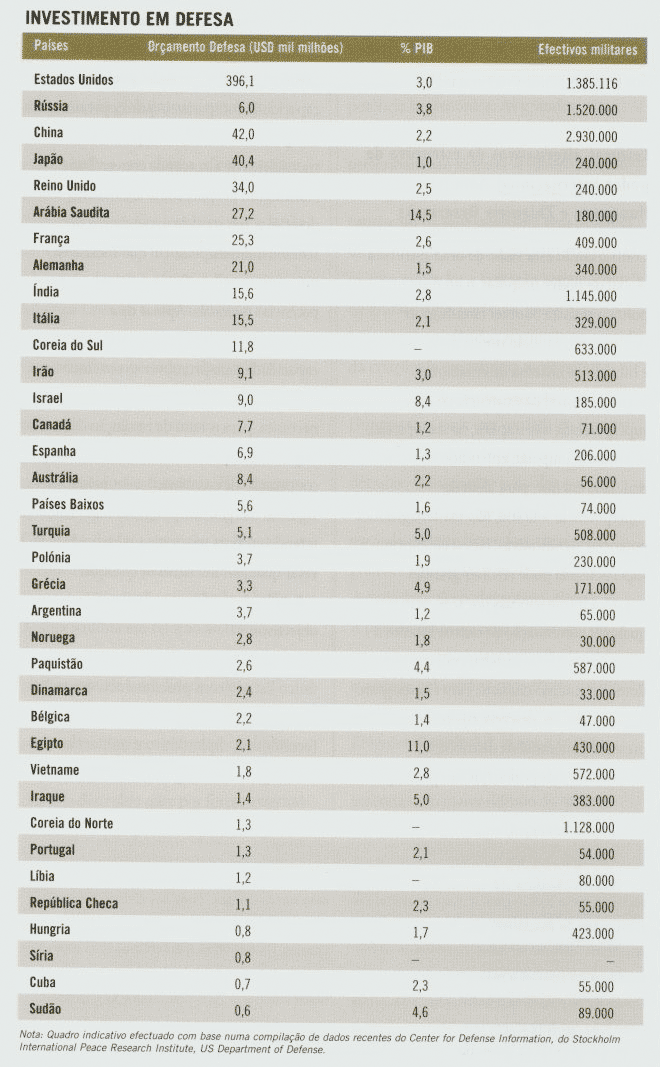 INVESTIMENTO EM DEFESA
Países Orçamento Defesa (USD mil milhões) % PIB Efectivos militares
Estados Unidos 396,1 3,0 1.385.116
Rússia 6,0 3,8 1.520.000
China 42,0 2,2 2.930.000
Japão 40,4 1,0 240.000
Reino Unido 34,0 2,5 240.000
Arábia Saudita 27,2 14,5 180.000
França 25,3 2,6 409.000
Alemanha 21,0 1,5 340.000
Índia 15,6 2,8 1.145.000
Itália 15,5 2,1 329.000
Coreia do Sul 11,8 – 633.000
Irão 9,1 3,0 513.000
Israel 9,0 8,4 185.000
Canadá 7,7 1,2 71.000
Espanha 6,9 1,3 206.000
Austrália 8,4 2,2 56.000
Países Baixos 5,6 1,6 74.000
Turquia 5,1 5,0 508.000
Polónia 3,7 1,9 230.000
Grécia 3,3 4,9 171.000
Argentina 3,7 1,2 65.000
Noruega 2,8 1,8 30.000
Paquistão 2,6 4,4 587.000
Dinamarca 2,4 1,5 33.000
Bélgica 2,2 1,4 47.000
Egipto 2,1 11,0 430.000
Vietname 1,8 2,8 572.000
Iraque 1,4 5,0 383.000
Coreia do Norte 1,3 – 1.128.000
Portugal 1,3 2,1 54.000
Líbia 1,2 – 80.000
República Checa 1,1 2,3 55.000
Hungria 0,8 1,7 423.000
Síria 0,8 – –
Cuba 0,7 2,3 55.000
Sudão 0,6 4,6 89.000
Nota: Quadro indicativo efectuado com base numa compilação de dados recentes do Center for Defense Information, do Stockholm
International Peace Research Institute, US Department of Defense.